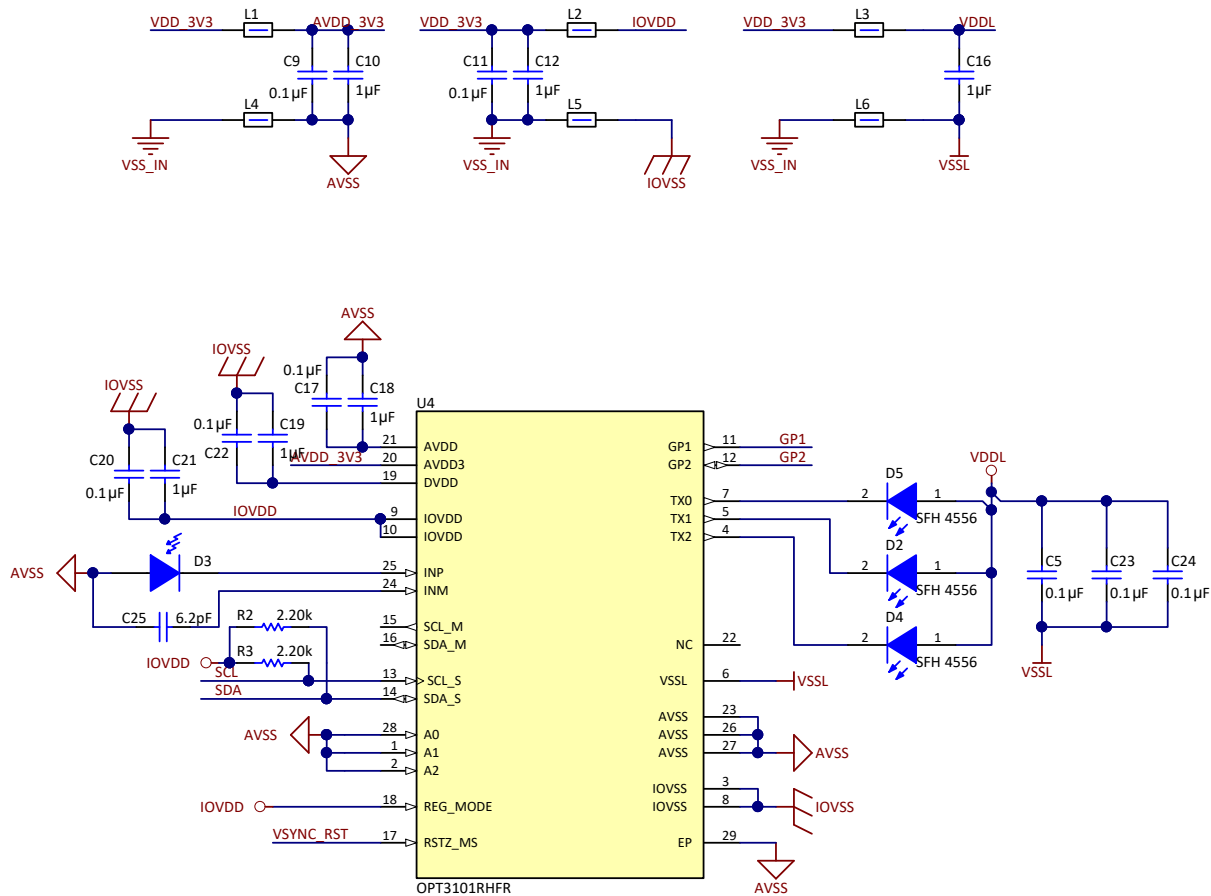 VDD_3V3 L1 AVDD_3V3 VDD_3V3 L2 IOVDD VDD_3V3 L3 VDDL
C9 C10 C11 C12 C16
0.1µF 1µF 0.1µF 1µF 1µF
L4 L5 L6
VSS_IN AVSS VSS_IN IOVSS VSS_IN VSSL
AVSS
IOVSS
0.1µF
IOVSS C17 C18
U4
0.1µF C19 1µF
C20 C21 C22 1µF
0.1µF 1µF AVDD_3V3
IOVDD
21 AVDD
20 AVDD3
19 DVDD
9 IOVDD
10 IOVDD
AVSS D3 25 INP
24 INM
C25 6.2pF
R2 2.20k 15 SCL_M
16 SDA_M
IOVDD R3 2.20k
SCL 13 SCL_S
SDA 14 SDA_S
AVSS 28 A0
1 A1
2 A2
IOVDD 18 REG_MODE
VSYNC_RST 17 RSTZ_MS
OPT3101RHFR
GP1 11 GP1
GP2 12 GP2
TX0 7
TX1 5
TX2 4
VDDL
2 D5 1
SFH 4556
2 D2 1
SFH 4556
2 D4 1
SFH 4556
C5 C23 C24
0.1µF 0.1µF 0.1µF
VSSL
NC 22
VSSL 6 VSSL
AVSS 23
AVSS 26
AVSS 27 AVSS
IOVSS 3
IOVSS 8 IOVSS
EP 29
AVSS